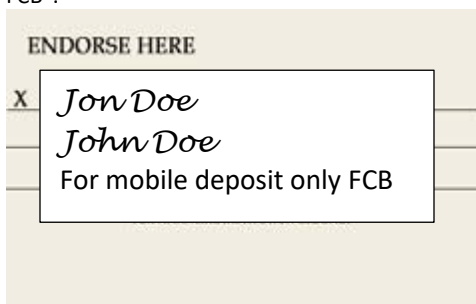 FCB".
ENDORSE HERE
X
Jon Doe
John Doe
For mobile deposit only FCB